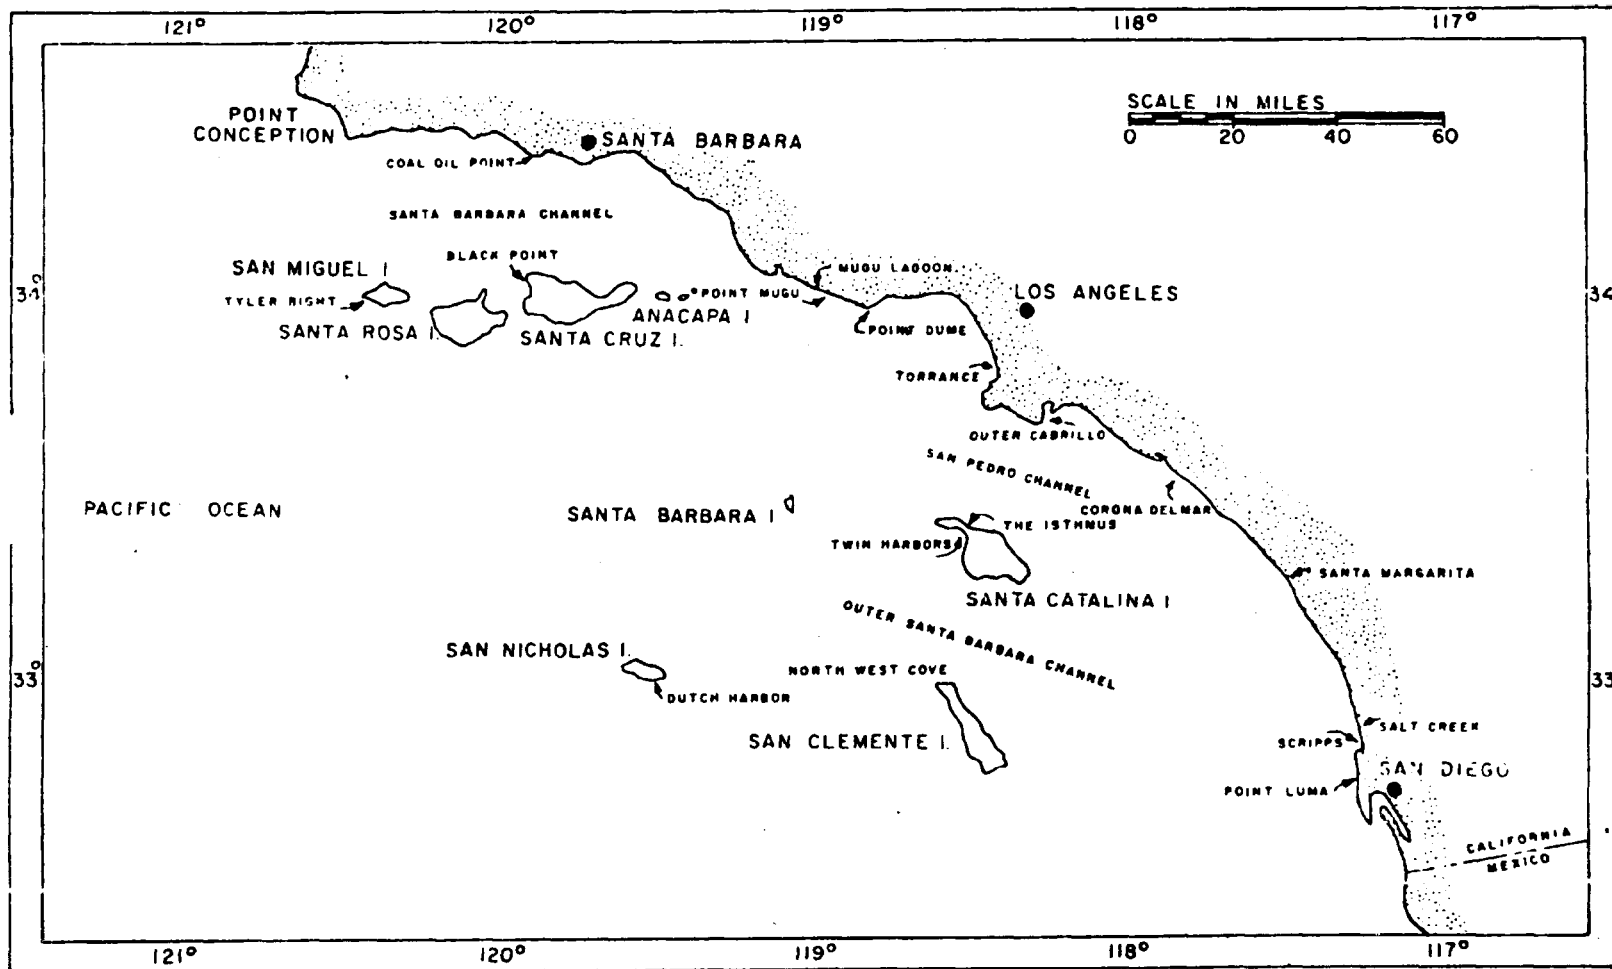 121° 120° 119° 118° 117°
SCALE IN MILES
0 20 40 60
POINT
CONCEPTION
SANTA BARBARA
COAL OIL POINT
SANTA BARBARA CHANNEL
BLACK POINT
SAN MIGUEL I
MUGU LAGOON
34°
TYLER BIGHT
POINT MUGU
LOS ANGELES
34
SANTA ROSA I.
SANTA CRUZ I.
ANACAPA I
POINT DUME
TORRANCE
OUTER CABRILLO
SAN PEDRO CHANNEL
PACIFIC OCEAN
SANTA BARBARA I
CORONA DELMAR
THE ISTHMUS
TWIN HARBORS
SANTA MARGARITA
SANTA CATALINA I
OUTER SANTA BARBARA CHANNEL
SAN NICHOLAS I.
NORTH WEST COVE
33°
33
DUTCH HARBOR
SALT CREEK
SAN CLEMENTE I.
SCRIPPS
SAN DIEGO
POINT LUMA
CALIFORNIA
MEXICO
121° 120° 119° 118° 117°